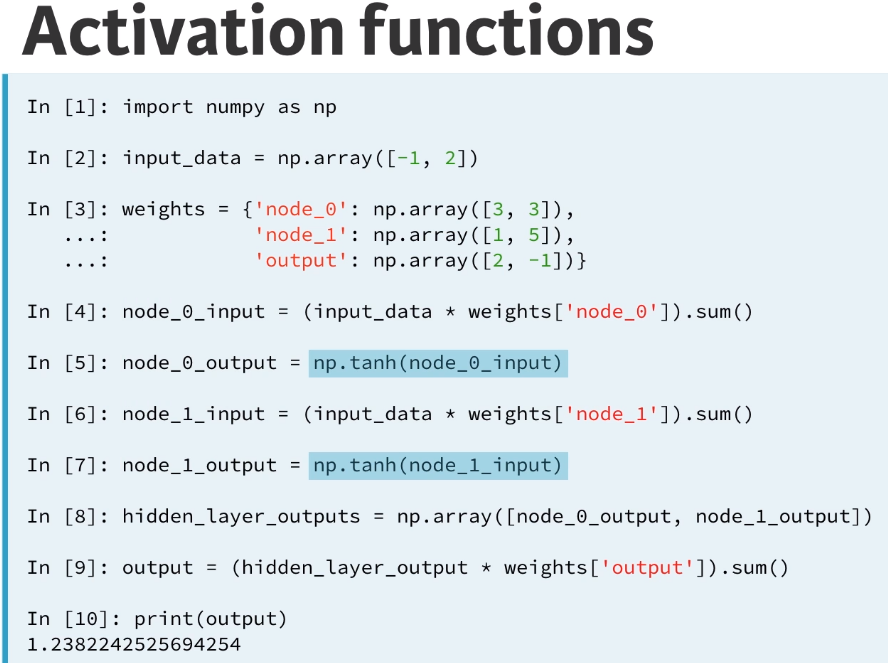 Activation functions
In [1]: import numpy as np
In [2]: input_data = np.array([-1, 2])
In [3]: weights = {'node_0': np.array([3, 3]),
...: 'node_1': np.array([1, 5]),
...: 'output': np.array([2, -1])}
In [4]: node_0_input = (input_data * weights['node_0']).sum()
In [5]: node_0_output = np.tanh(node_0_input)
In [6]: node_1_input = (input_data * weights['node_1']).sum()
In [7]: node_1_output = np.tanh(node_1_input)
In [8]: hidden_layer_outputs = np.array([node_0_output, node_1_output])
In [9]: output = (hidden_layer_output * weights['output']).sum()
In [10]: print(output)
1.2382242525694254